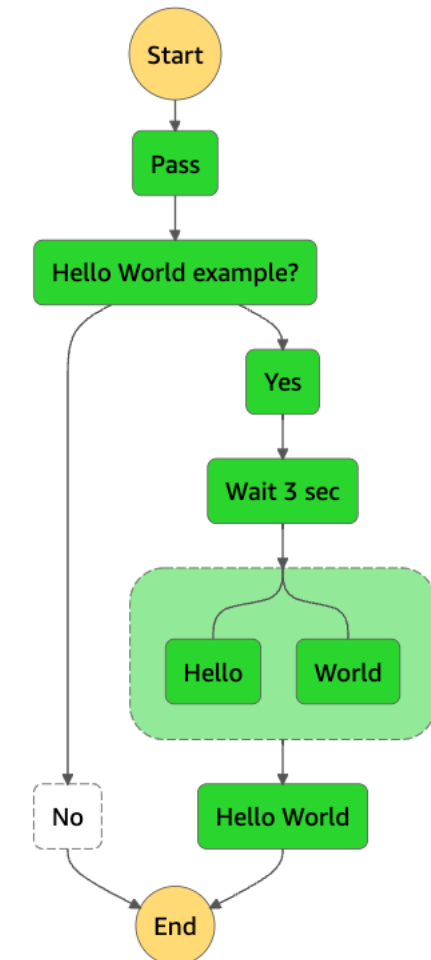 Start
Pass
Hello World example?
Yes
Wait 3 sec
Hello
World
No
Hello World
End